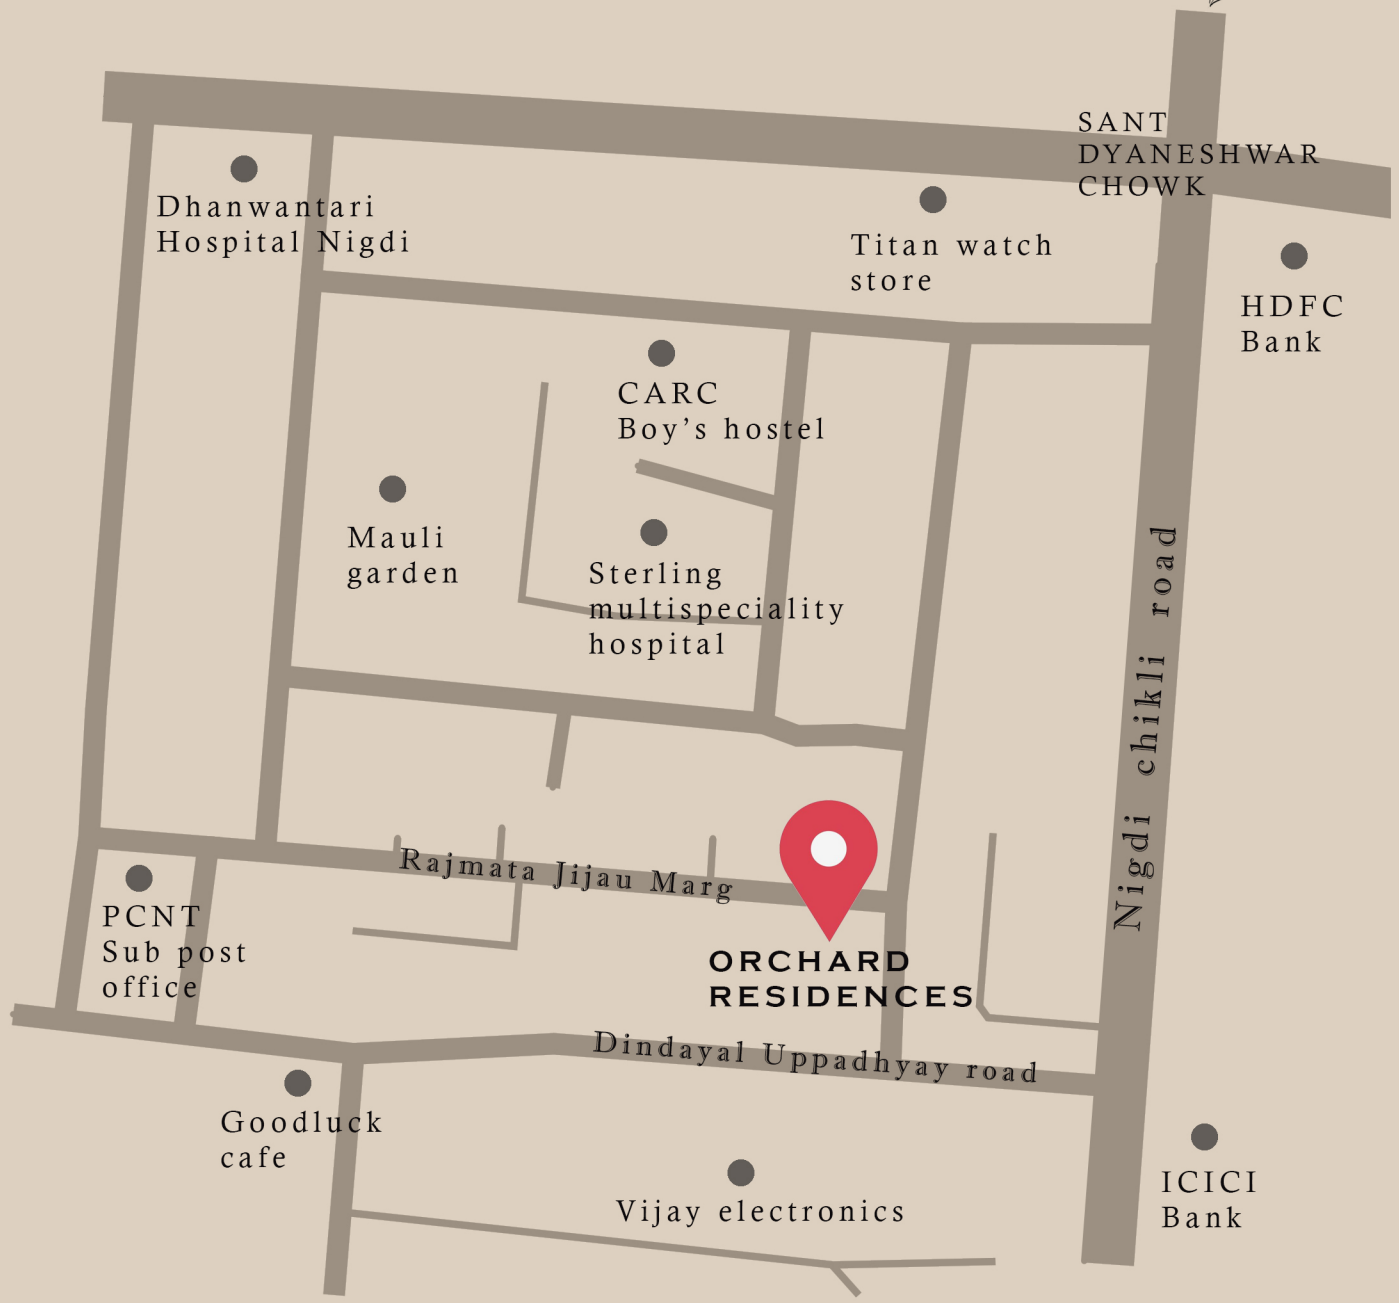 SANT
DYANESHWAR
CHOWK
Dhanwantari
Hospital Nigdi
Titan watch
store
HDFC
Bank
CARC
Boy’s hostel
Mauli
garden
Sterling
multispeciality
hospital
Nigdi chikli road
Rajmata Jijau Marg
PCNT
Sub post
office
ORCHARD
RESIDENCES
Dindayal Uppadhyay road
Goodluck
cafe
Vijay electronics
ICICI
Bank